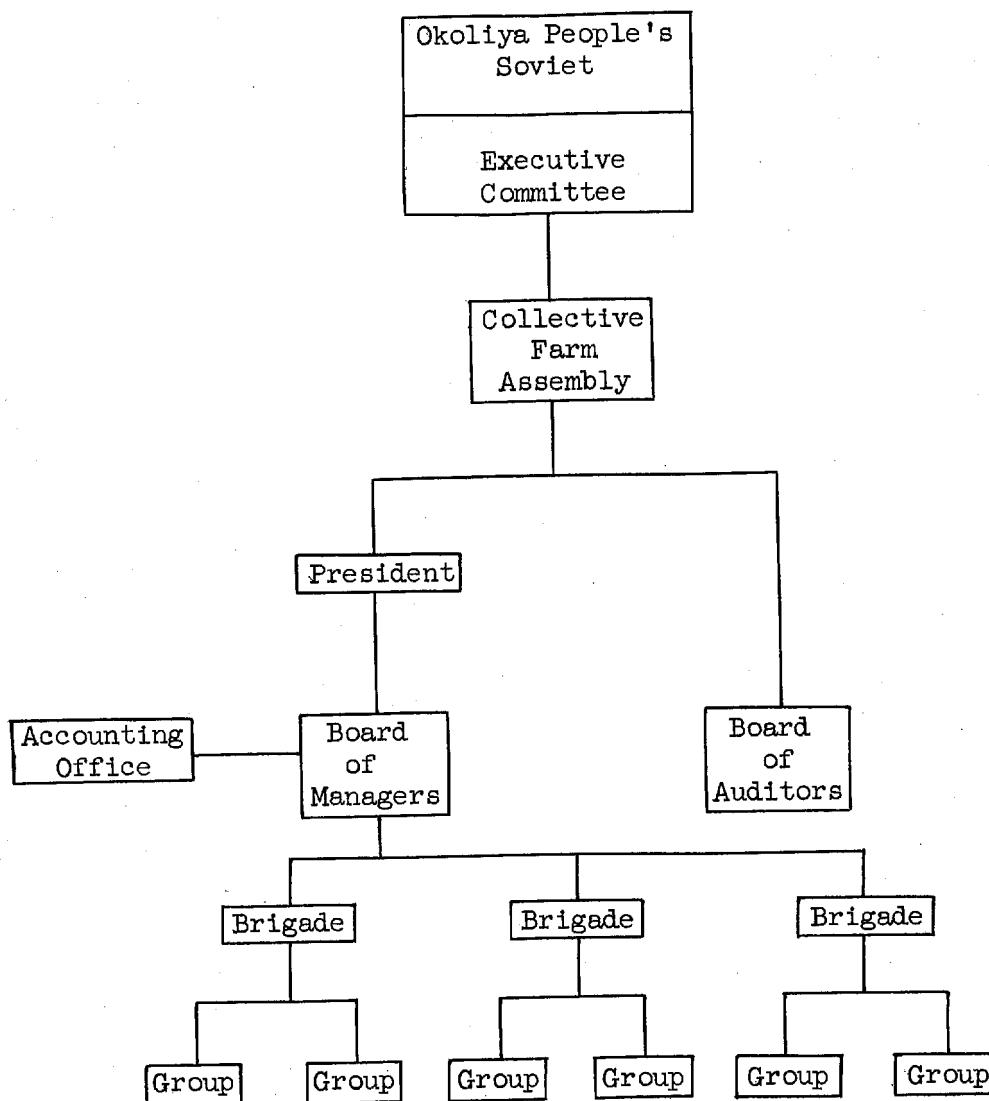 Okoliya People's
Soviet
Executive
Committee
Collective
Farm
Assembly
President
Accounting
Office
Board
of
Managers
Board
of
Auditors
Brigade
Brigade
Brigade
Group
Group
Group
Group
Group
Group